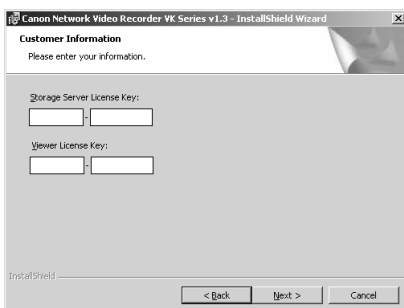 Canon Network Video Recorder VK Series v1.3 - InstallShield Wizard
Customer Information
Please enter your information.
Storage Server License Key:
-
Viewer License Key:
-
InstallShield
< Back Next > Cancel